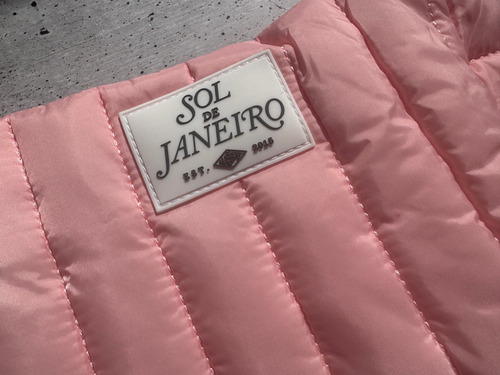 SOL
DE
JANEIRO
EST. 2015